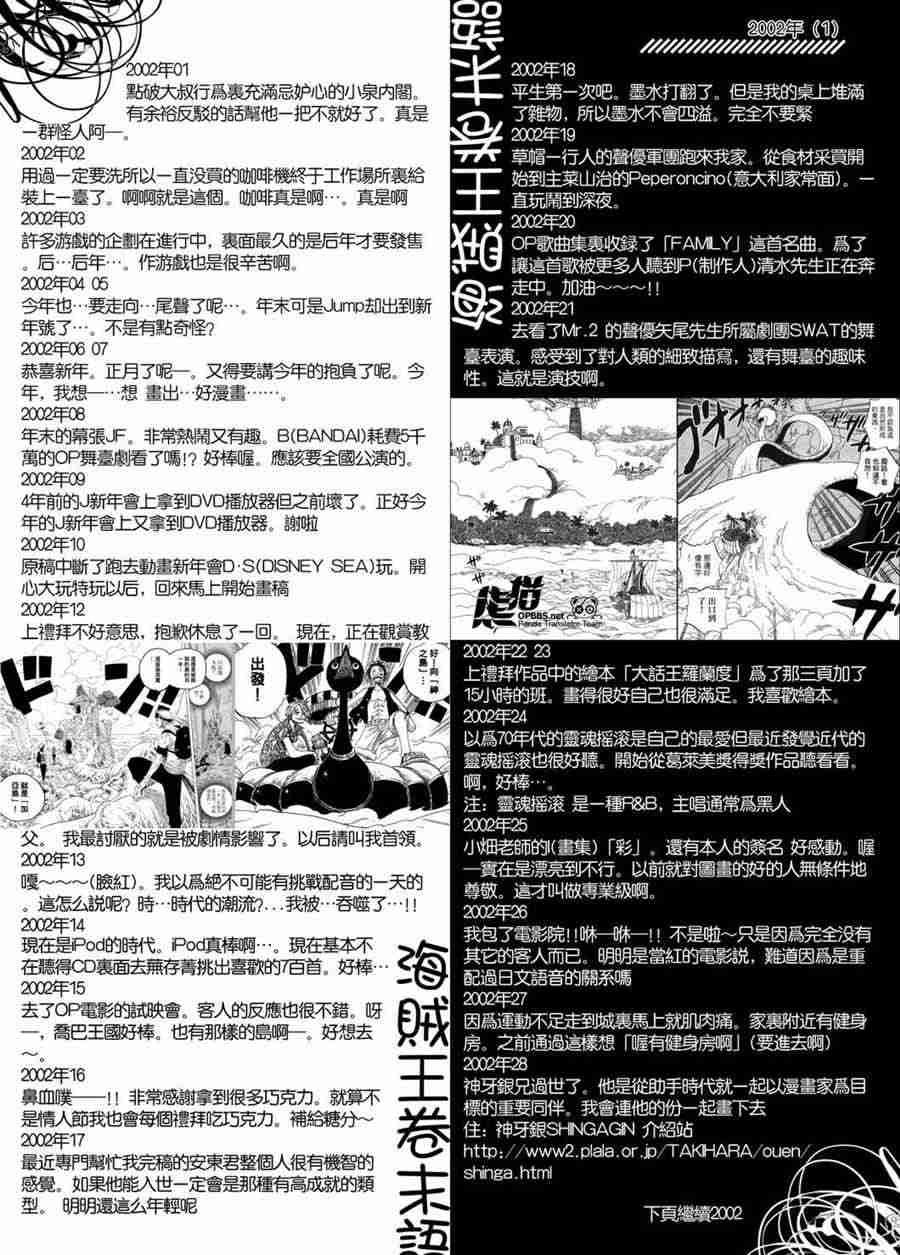 2002年01
點破大叔行爲裏充滿忌妒心的小泉内閣。
有余裕反駁的話幫他一把不就好了。真是
一群怪人阿—。
2002年02
用過一定要洗所以一直没買的咖啡機終于工作場所裏給
裝上一臺了。啊啊就是這個。咖啡真是啊…。真是啊
2002年03
許多游戲的企劃在進行中，裏面最久的是后年才要發售
。后…后年…。作游戲也是很辛苦啊。
2002年04 05
今年也…要走向…尾聲了呢…。年末可是Jump却出到新
年號了…。不是有點奇怪？
2002年06 07
恭喜新年。正月了呢—。又得要講今年的抱負了呢。今
年，我想—…想 畫出…好漫畫……。
2002年08
年末的幕張JF。非常熱鬧又有趣。B(BANDAI)耗費5千
萬的OP舞臺劇看了嗎!？好棒喔。應該要全國公演的。
2002年09
4年前的J新年會上拿到DVD播放器但之前壞了。正好今
年的J新年會上又拿到DVD播放器。謝啦
2002年10
原稿中斷了跑去動畫新年會D·S(DISNEY SEA)玩。開
心大玩特玩以后，回來馬上開始畫稿
2002年12
上禮拜不好意思，抱歉休息了一回。 現在，正在觀賞教
好！向「神之島」…
出發！
就是「加亞島」！
父。 我最討厭的就是被劇情影響了。以后請叫我首領。
2002年13
嘎～～～(臉紅)。我以爲絶不可能有挑戰配音的一天的
。這怎么説呢？時…時代的潮流？...我被…吞噬了…!!
2002年14
現在是iPod的時代。iPod真棒啊…。現在基本不
在聽得CD裏面去無存菁挑出喜歡的7百首。好棒…
2002年15
去了OP電影的試映會。客人的反應也很不錯。呀
—，喬巴王國好棒。也有那樣的島啊—。好想去
～。
2002年16
鼻血噗——!! 非常感謝拿到很多巧克力。就算不
是情人節我也會每個禮拜吃巧克力。補給糖分～
2002年17
最近專門幫忙我完稿的安東君整個人很有機智的
感覺。如果他能入世一定會是那種有高成就的類
型。 明明還這么年輕呢
海賊王卷末語
海賊王卷末語
2002年（1）
2002年18
平生第一次吧。墨水打翻了。但是我的桌上堆滿
了雜物，所以墨水不會四溢。完全不要緊
2002年19
草帽一行人的聲優軍團跑來我家。從食材采買開
始到主菜山治的Peperoncino(意大利家常面)。一
直玩鬧到深夜。
2002年20
OP歌曲集裏收録了「FAMILY」這首名曲。爲了
讓這首歌被更多人聽到P(制作人)清水先生正在奔
走中。加油～～～!!
2002年21
去看了Mr.2 的聲優矢尾先生所屬劇團SWAT的舞
臺表演。感受到了對人類的細致描寫，還有舞臺的趣味
性。這就是演技啊。
那邊好像有字
出口到了！
OPBBS.net
Panda Translator Team
2002年22 23
上禮拜作品中的繪本「大話王羅蘭度」爲了那三頁加了
15小時的班。畫得很好自己也很滿足。我喜歡繪本。
2002年24
以爲70年代的靈魂摇滚是自己的最愛但最近發覺近代的
靈魂摇滚也很好聽。開始從葛萊美獎得奬作品聽看看。
啊，好棒…。
注：靈魂摇滚 是一種R&B，主唱通常爲黑人
2002年25
小畑老師的I(畫集)「彩」。還有本人的簽名 好感動。喔
—實在是漂亮到不行。以前就對圖畫的好的人無條件地
尊敬。這才叫做專業級啊。
2002年26
我包了電影院!!咻—咻—!! 不是啦～只是因爲完全没有
其它的客人而已。明明是當紅的電影説，難道因爲是重
配過日文語音的關系嗎
2002年27
因爲運動不足走到城裏馬上就肌肉痛。家裏附近有健身
房。之前通過這樣想「喔有健身房啊」(要進去啊)
2002年28
神牙銀兄過世了。他是從助手時代就一起以漫畫家爲目
標的重要同伴。我會連他的份一起畫下去
住：神牙銀SHINGAGIN 介紹站
http://www2.plala.or.jp/TAKIHARA/ouen/
shinga.html
下頁繼續2002